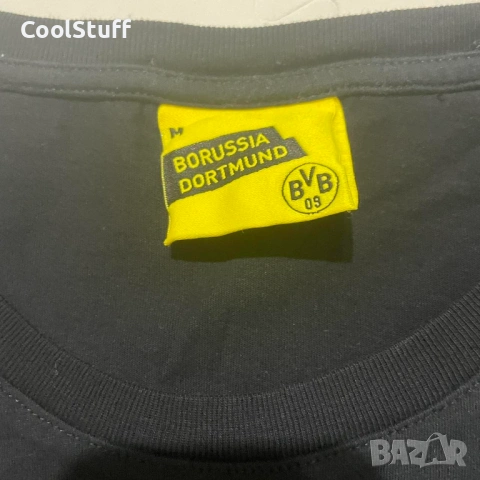 CoolStuff
M
BORUSSIA
DORTMUND
BVB
09
BAZAR